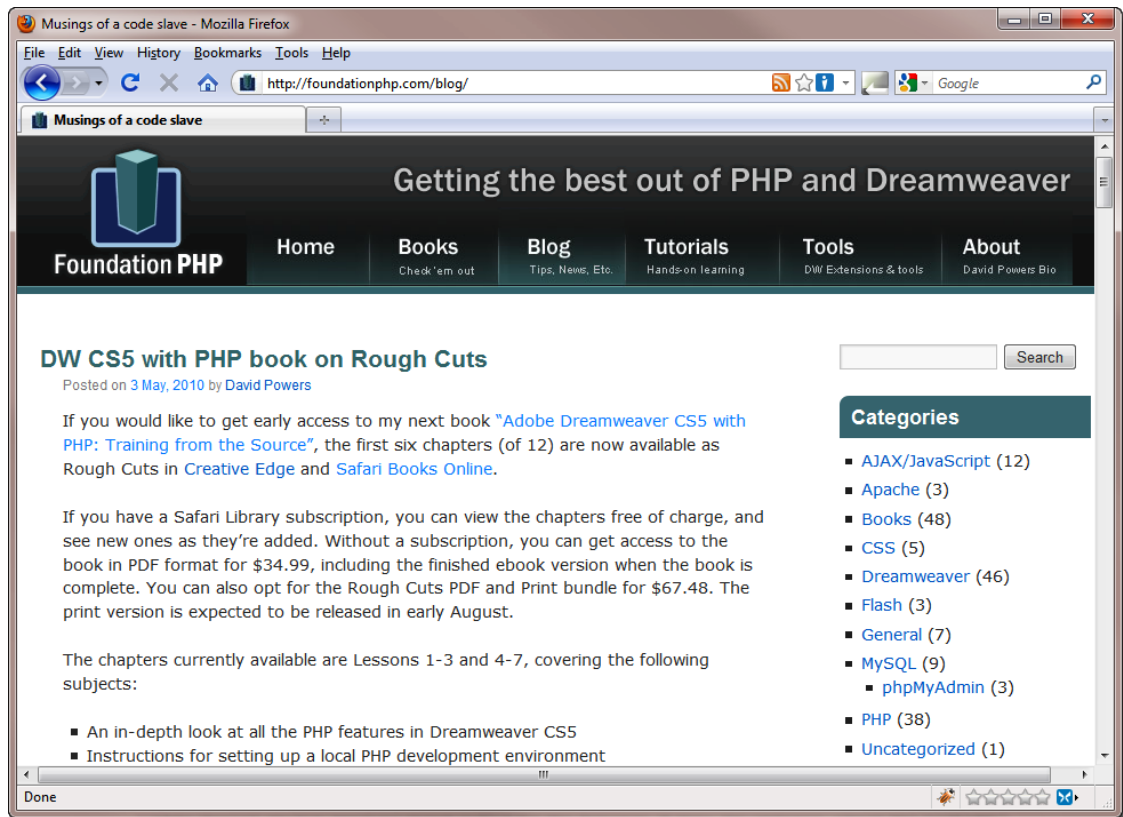 Musings of a code slave - Mozilla Firefox
File Edit View History Bookmarks Tools Help
http://foundationphp.com/blog/
Google
Musings of a code slave
Getting the best out of PHP and Dreamweaver
Foundation PHP
Home
Books
Check 'em out
Blog
Tips, News, Etc.
Tutorials
Hands-on learning
Tools
DW Extensions & tools
About
David Powers Bio
DW CS5 with PHP book on Rough Cuts
Posted on 3 May, 2010 by David Powers
If you would like to get early access to my next book “Adobe Dreamweaver CS5 with
PHP: Training from the Source”, the first six chapters (of 12) are now available as
Rough Cuts in Creative Edge and Safari Books Online.
If you have a Safari Library subscription, you can view the chapters free of charge, and
see new ones as they’re added. Without a subscription, you can get access to the
book in PDF format for $34.99, including the finished ebook version when the book is
complete. You can also opt for the Rough Cuts PDF and Print bundle for $67.48. The
print version is expected to be released in early August.
The chapters currently available are Lessons 1-3 and 4-7, covering the following
subjects:
An in-depth look at all the PHP features in Dreamweaver CS5
Instructions for setting up a local PHP development environment
Search
Categories
AJAX/JavaScript (12)
Apache (3)
Books (48)
CSS (5)
Dreamweaver (46)
Flash (3)
General (7)
MySQL (9)
phpMyAdmin (3)
PHP (38)
Uncategorized (1)
Done